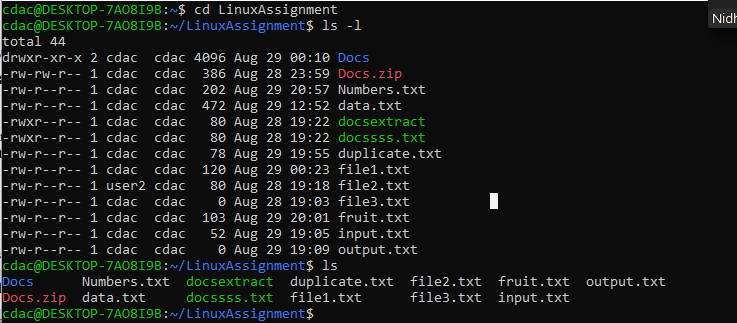 cdac@DESKTOP-7AO8I9B:~$ cd LinuxAssignment
Nidh
cdac@DESKTOP-7AO8I9B:~/LinuxAssignment$ ls -l
total 44
drwxr-xr-x 2 cdac  cdac 4096 Aug 29 00:10 Docs
-rw-rw-r-- 1 cdac  cdac  386 Aug 28 23:59 Docs.zip
-rw-r--r-- 1 cdac  cdac  202 Aug 29 20:57 Numbers.txt
-rw-r--r-- 1 cdac  cdac  472 Aug 29 12:52 data.txt
-rwxr--r-- 1 cdac  cdac   80 Aug 28 19:22 docsextract
-rwxr--r-- 1 cdac  cdac   80 Aug 28 19:22 docssss.txt
-rw-r--r-- 1 cdac  cdac   78 Aug 29 19:55 duplicate.txt
-rw-r--r-- 1 cdac  cdac  120 Aug 29 00:23 file1.txt
-rw-r--r-- 1 user2 cdac   80 Aug 28 19:18 file2.txt
-rw-r--r-- 1 cdac  cdac    0 Aug 28 19:03 file3.txt
-rw-r--r-- 1 cdac  cdac  103 Aug 29 20:01 fruit.txt
-rw-r--r-- 1 cdac  cdac   52 Aug 29 19:05 input.txt
-rw-r--r-- 1 cdac  cdac    0 Aug 29 19:09 output.txt
cdac@DESKTOP-7AO8I9B:~/LinuxAssignment$ ls
Docs      Numbers.txt  docsextract  duplicate.txt  file2.txt  fruit.txt  output.txt
Docs.zip  data.txt     docssss.txt  file1.txt      file3.txt  input.txt
cdac@DESKTOP-7AO8I9B:~/LinuxAssignment$